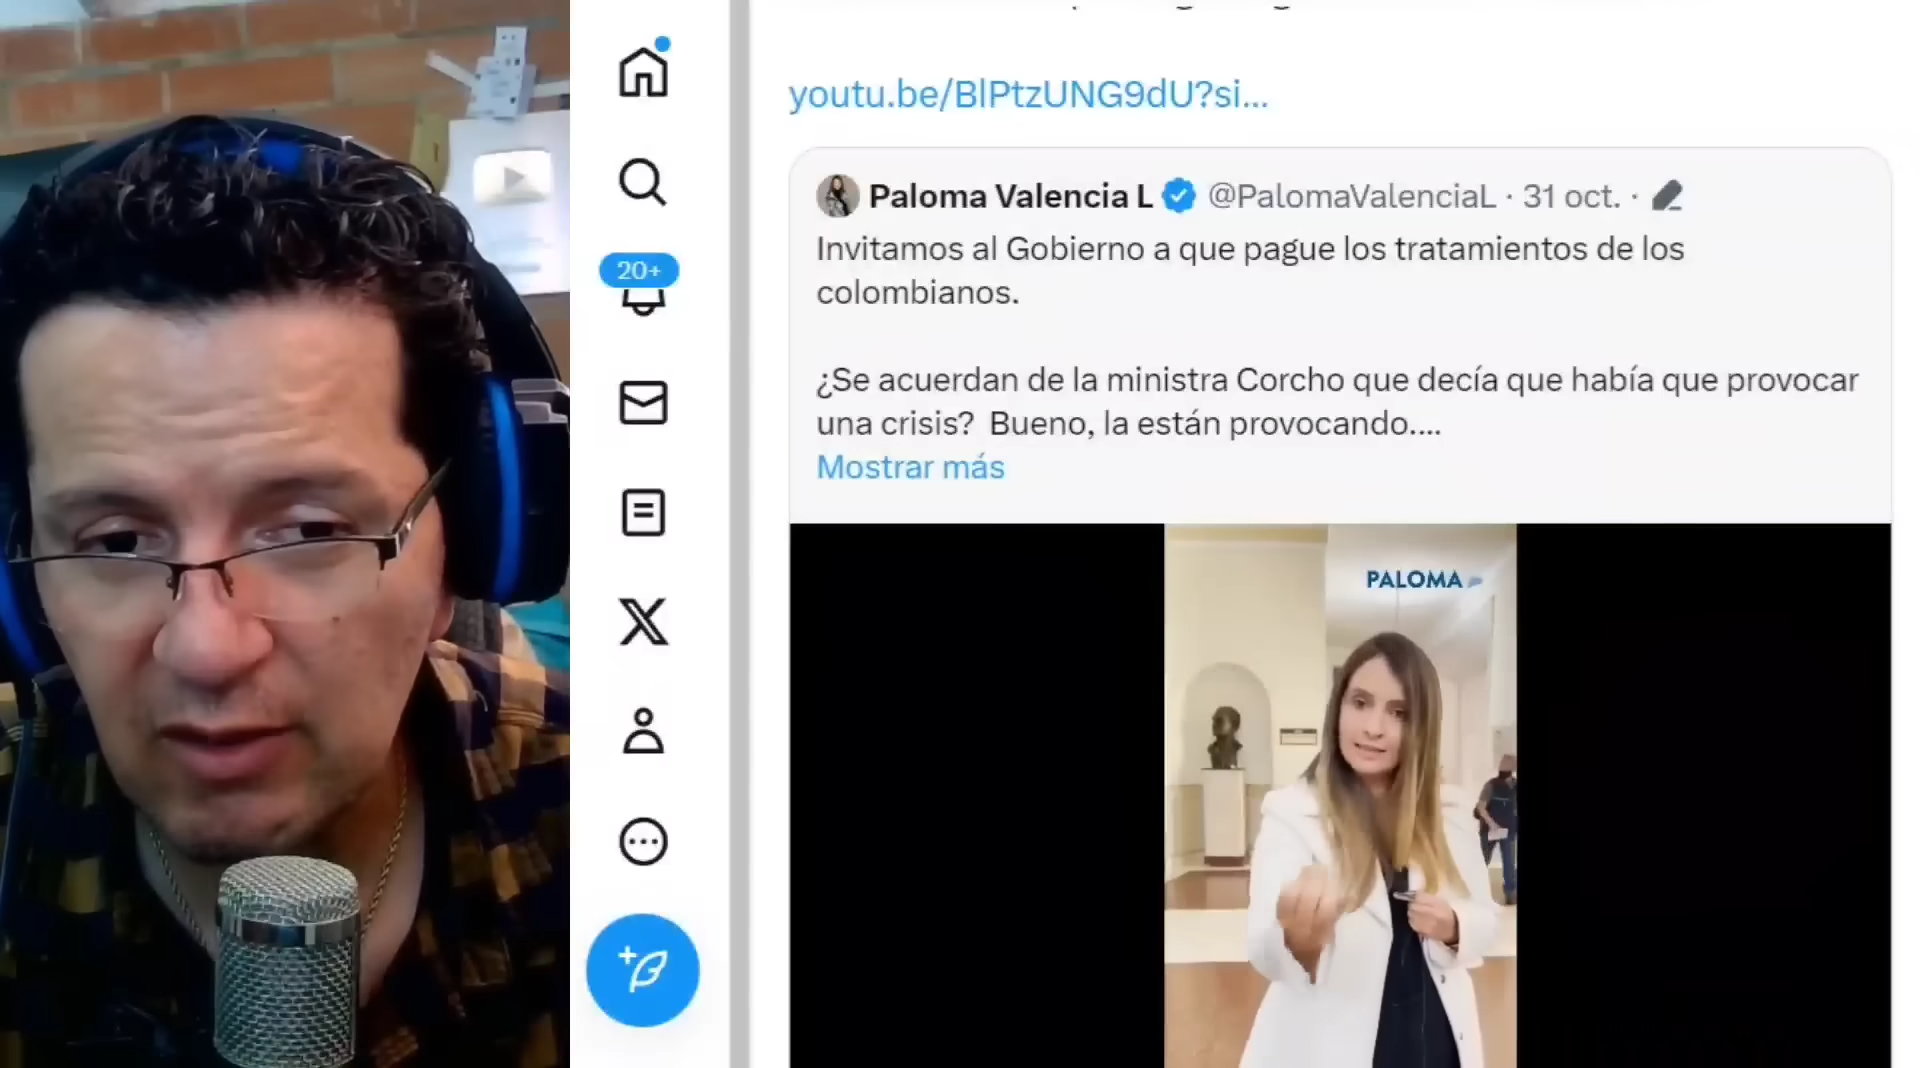 youtu.be/BlPtzUNG9dU?si...
Paloma Valencia L @PalomaValenciaL · 31 oct. ·
Invitamos al Gobierno a que pague los tratamientos de los
colombianos.
¿Se acuerdan de la ministra Corcho que decía que había que provocar
una crisis? Bueno, la están provocando....
Mostrar más
20+
PALOMA